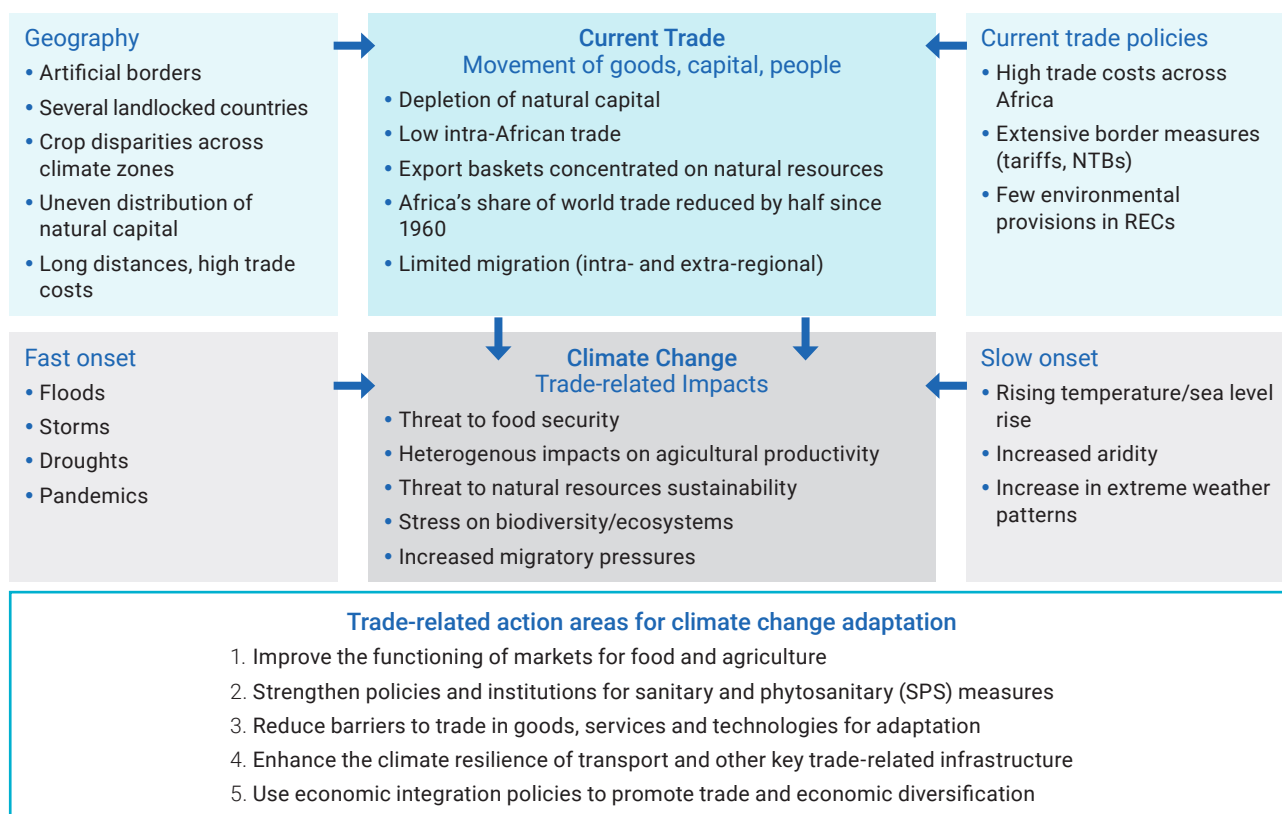 Geography
• Artificial borders
• Several landlocked countries
• Crop disparities across
climate zones
• Uneven distribution of
natural capital
• Long distances, high trade
costs
Current Trade
Movement of goods, capital, people
• Depletion of natural capital
• Low intra-African trade
• Export baskets concentrated on natural resources
• Africa's share of world trade reduced by half since
1960
• Limited migration (intra- and extra-regional)
Current trade policies
• High trade costs across
Africa
• Extensive border measures
(tariffs, NTBs)
• Few environmental
provisions in RECs
Fast onset
• Floods
• Storms
• Droughts
• Pandemics
Climate Change
Trade-related Impacts
• Threat to food security
• Heterogenous impacts on agicultural productivity
• Threat to natural resources sustainability
• Stress on biodiversity/ecosystems
• Increased migratory pressures
Slow onset
• Rising temperature/sea level
rise
• Increased aridity
• Increase in extreme weather
patterns
Trade-related action areas for climate change adaptation
1. Improve the functioning of markets for food and agriculture
2. Strengthen policies and institutions for sanitary and phytosanitary (SPS) measures
3. Reduce barriers to trade in goods, services and technologies for adaptation
4. Enhance the climate resilience of transport and other key trade-related infrastructure
5. Use economic integration policies to promote trade and economic diversification